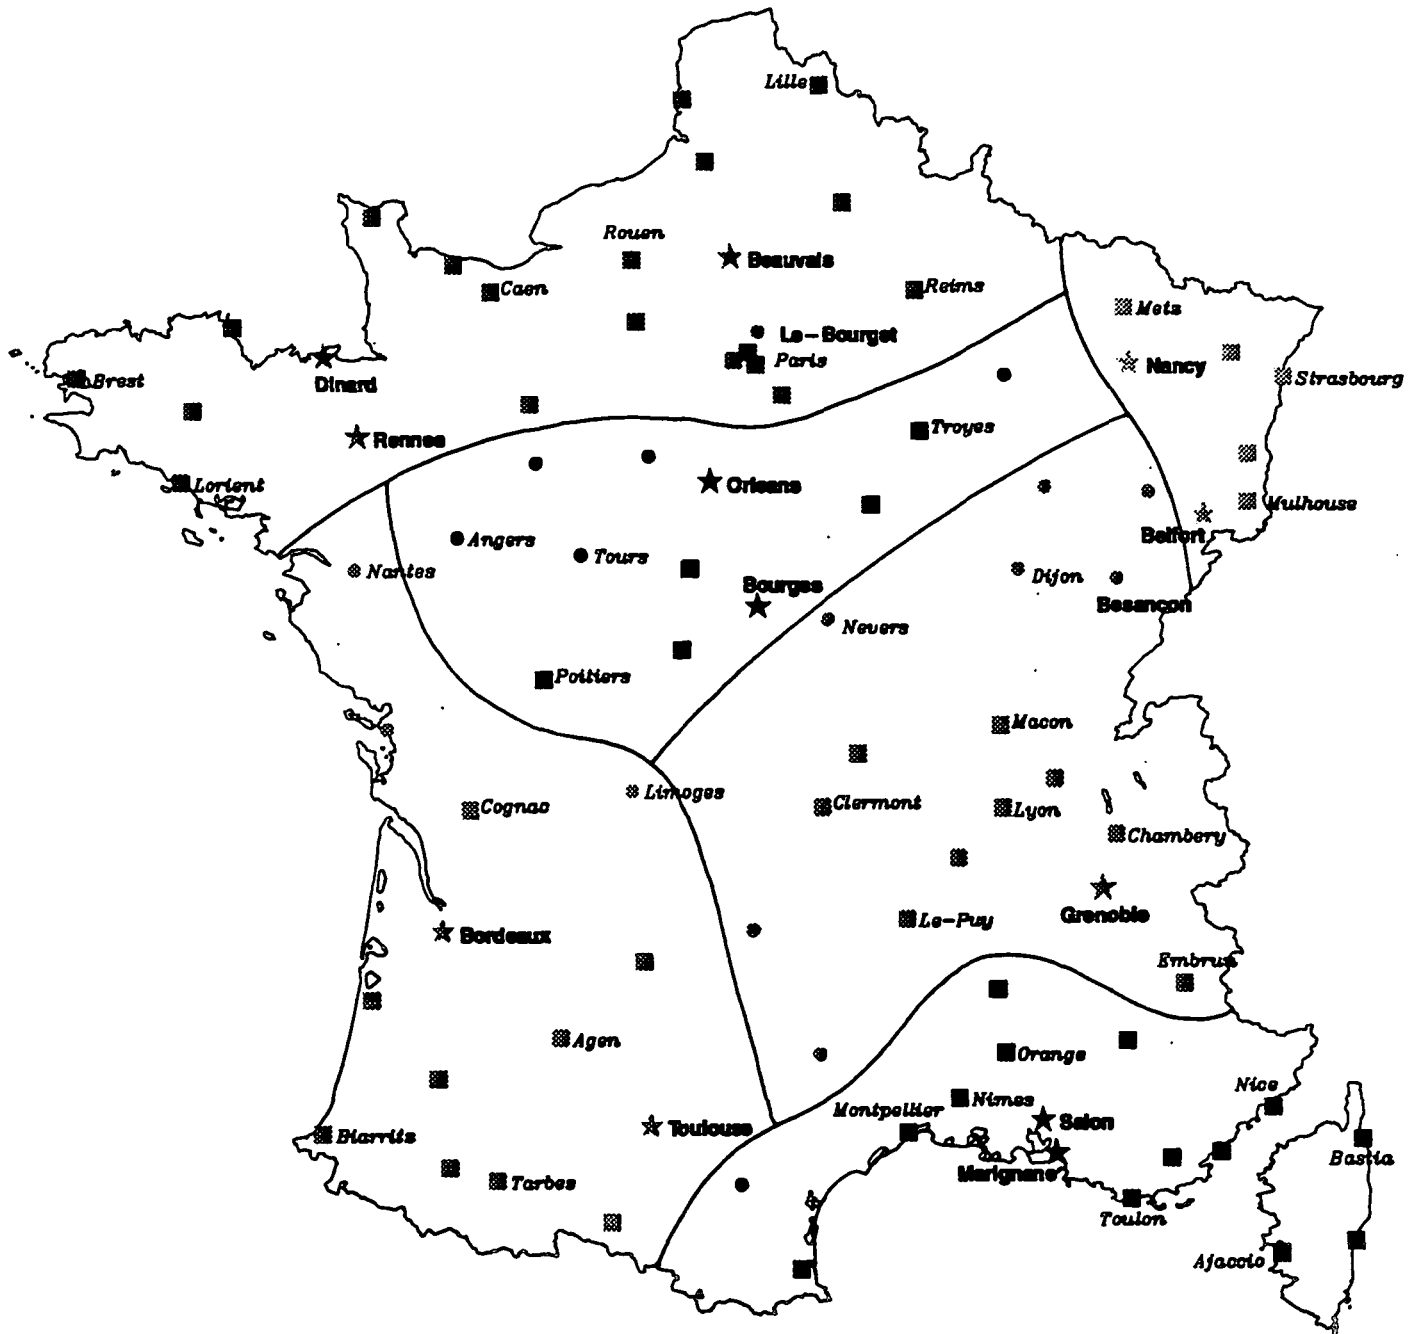 Lille
Rouen
Beauvais
Caen
Reims
Metz
Le-Bourget
Paris
Nancy
Strasbourg
Brest
Dinard
Rennes
Troyes
Lorient
Orleans
Mulhouse
Angers
Tours
Belfort
Nantes
Dijon
Bourges
Besançon
Nevers
Poitiers
Macon
Limoges
Cognac
Clermont
Lyon
Chambery
Grenoble
Le-Puy
Bordeaux
Embrun
Agen
Orange
Nice
Nimes
Montpellier
Salon
Biarritz
Toulouse
Bastia
Marignane
Tarbes
Toulon
Ajaccio